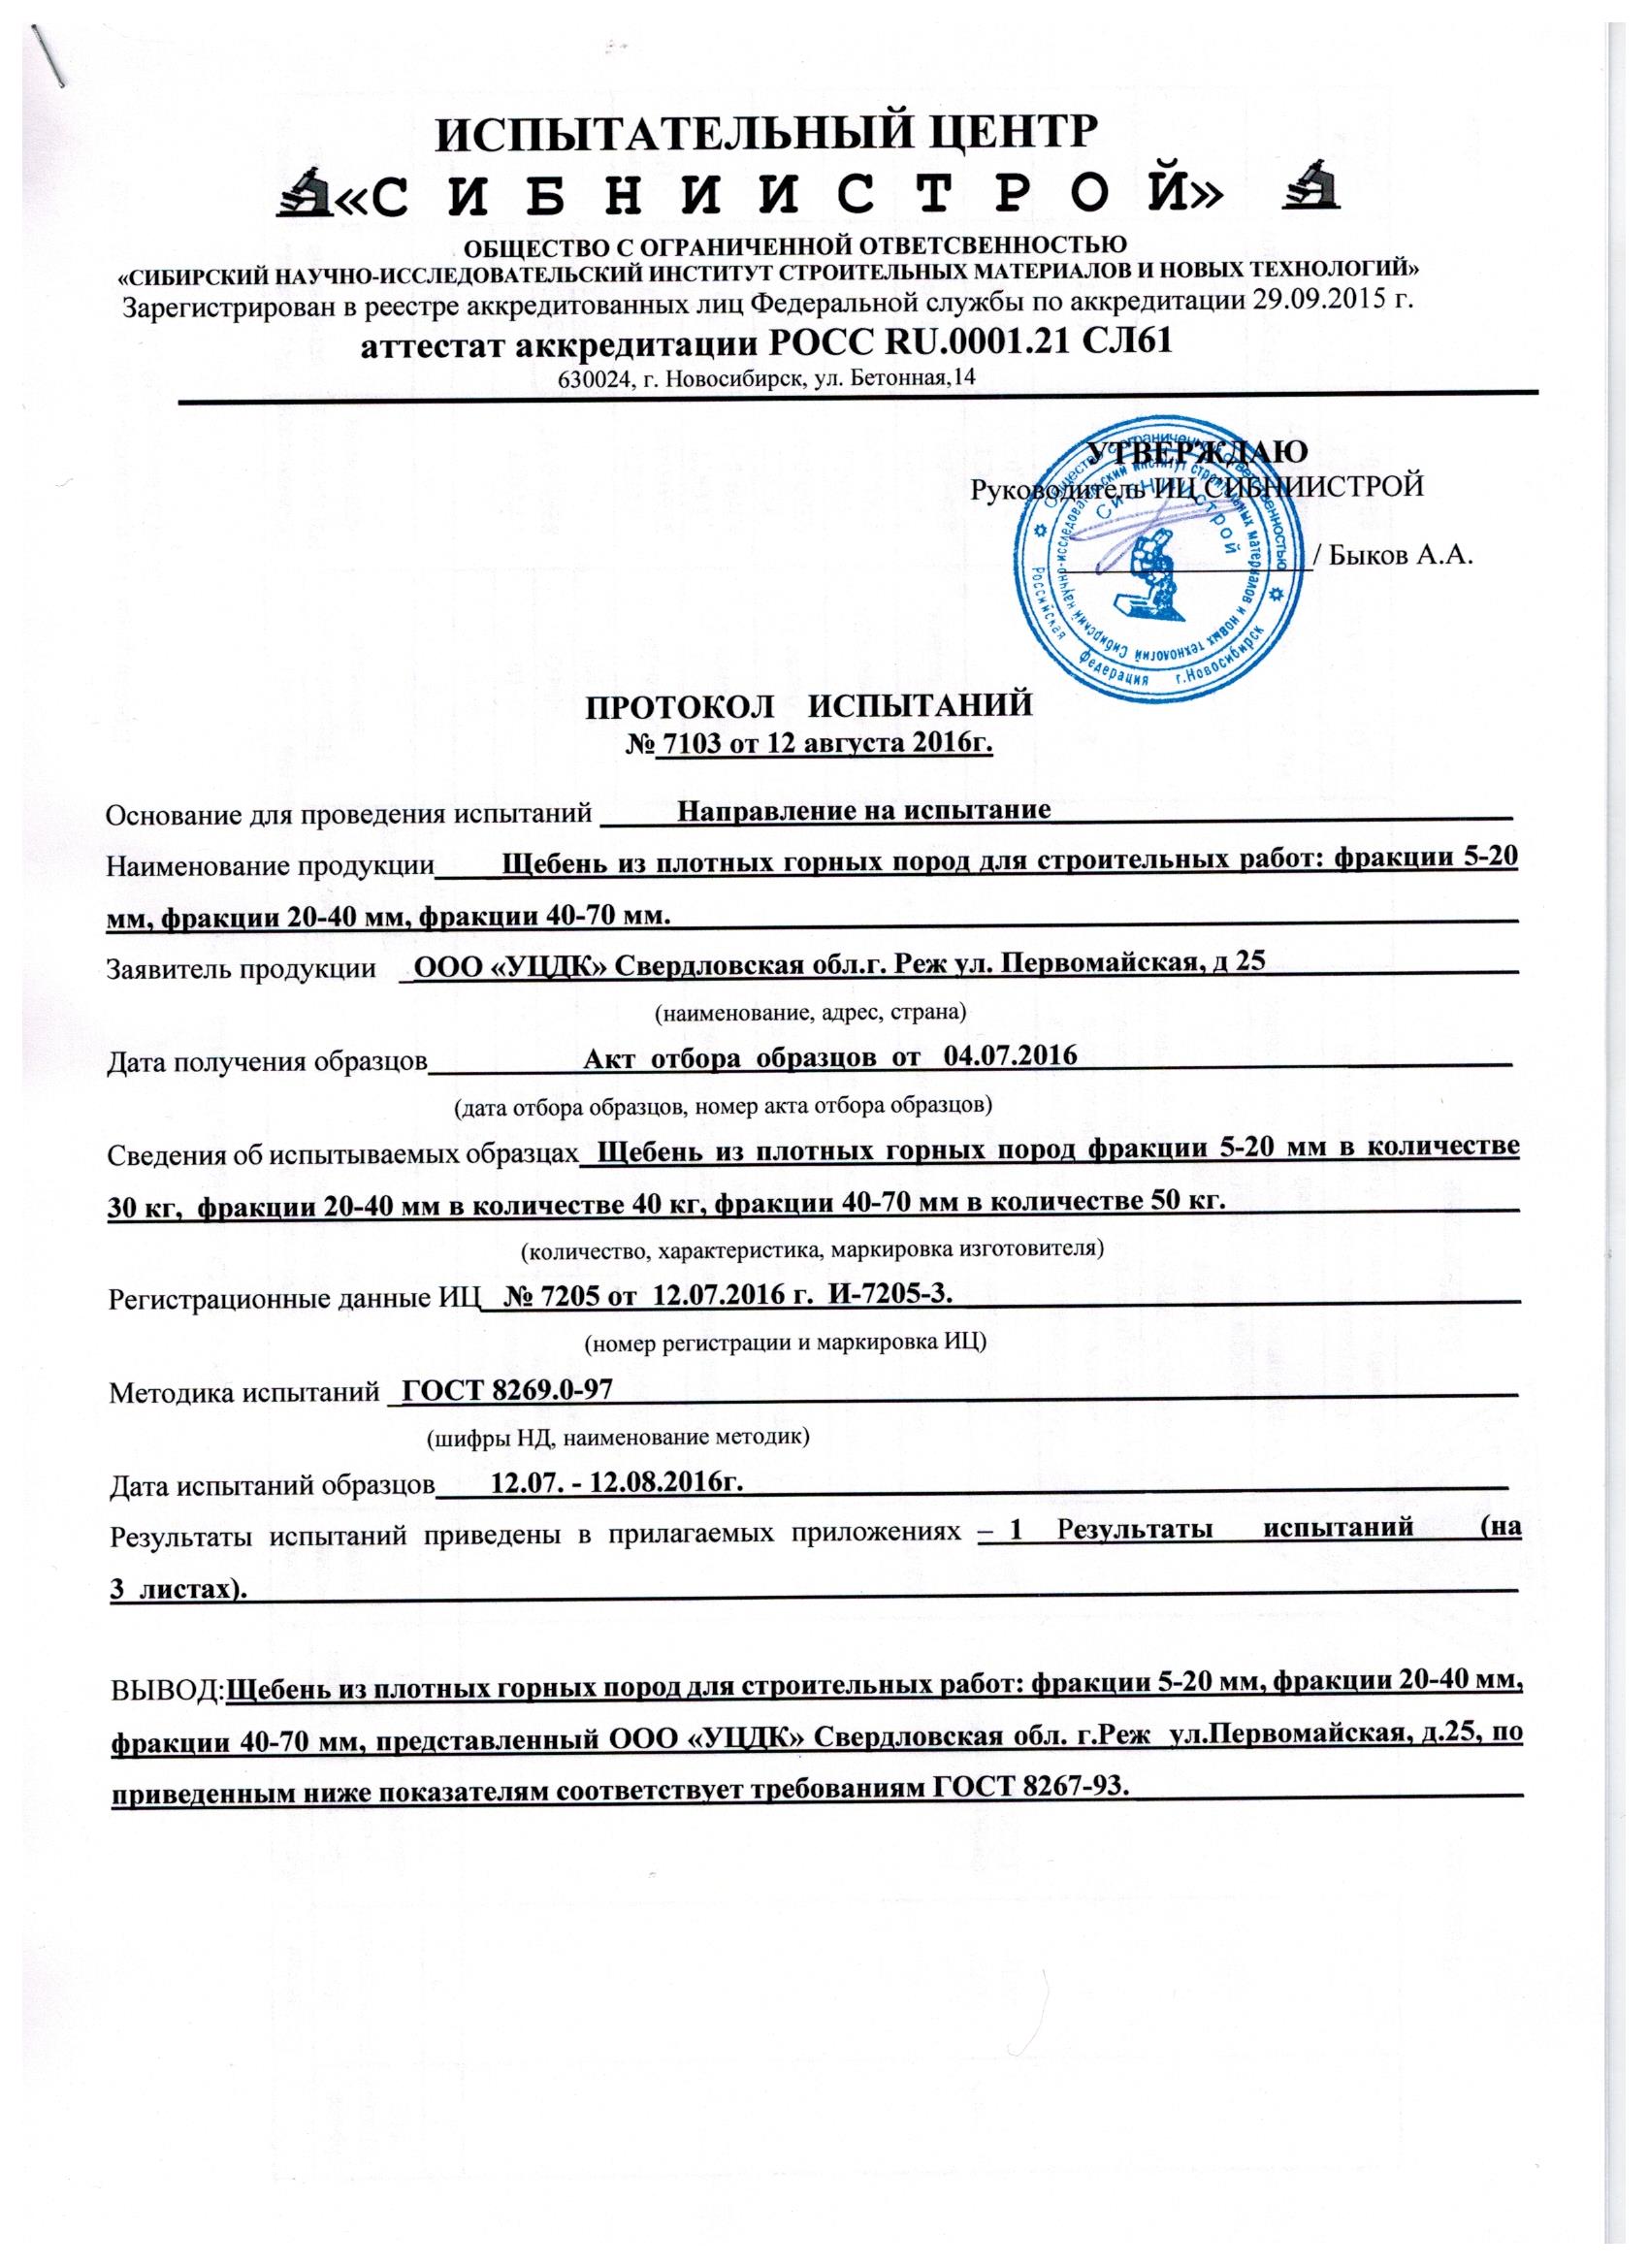 ИСПЫТАТЕЛЬНЫЙ ЦЕНТР
«С И Б Н И И С Т Р О Й»
ОБЩЕСТВО С ОГРАНИЧЕННОЙ ОТВЕТСВЕННОСТЬЮ
«СИБИРСКИЙ НАУЧНО-ИССЛЕДОВАТЕЛЬСКИЙ ИНСТИТУТ СТРОИТЕЛЬНЫХ МАТЕРИАЛОВ И НОВЫХ ТЕХНОЛОГИЙ»
Зарегистрирован в реестре аккредитованных лиц Федеральной службы по аккредитации 29.09.2015 г.
аттестат аккредитации РОСС RU.0001.21 СЛ61
630024, г. Новосибирск, ул. Бетонная,14
УТВЕРЖДАЮ
Руководитель ИЦ СИБНИИСТРОЙ
/ Быков А.А.
Общество с ограниченной ответственностью
Российская Федерация г.Новосибирск
Сибирский научно-исследовательский институт строительных материалов и новых технологий
СибНИИстрой
ПРОТОКОЛ ИСПЫТАНИЙ
№ 7103 от 12 августа 2016г.
Основание для проведения испытаний Направление на испытание
Наименование продукции Щебень из плотных горных пород для строительных работ: фракции 5-20
мм, фракции 20-40 мм, фракции 40-70 мм.
Заявитель продукции ООО «УЦДК» Свердловская обл.г. Реж ул. Первомайская, д 25
(наименование, адрес, страна)
Дата получения образцов Акт отбора образцов от 04.07.2016
(дата отбора образцов, номер акта отбора образцов)
Сведения об испытываемых образцах Щебень из плотных горных пород фракции 5-20 мм в количестве
30 кг, фракции 20-40 мм в количестве 40 кг, фракции 40-70 мм в количестве 50 кг.
(количество, характеристика, маркировка изготовителя)
Регистрационные данные ИЦ № 7205 от 12.07.2016 г. И-7205-3.
(номер регистрации и маркировка ИЦ)
Методика испытаний ГОСТ 8269.0-97
(шифры НД, наименование методик)
Дата испытаний образцов 12.07. - 12.08.2016г.
Результаты испытаний приведены в прилагаемых приложениях – 1 Результаты испытаний (на
3 листах).
ВЫВОД:Щебень из плотных горных пород для строительных работ: фракции 5-20 мм, фракции 20-40 мм,
фракции 40-70 мм, представленный ООО «УЦДК» Свердловская обл. г.Реж ул.Первомайская, д.25, по
приведенным ниже показателям соответствует требованиям ГОСТ 8267-93.